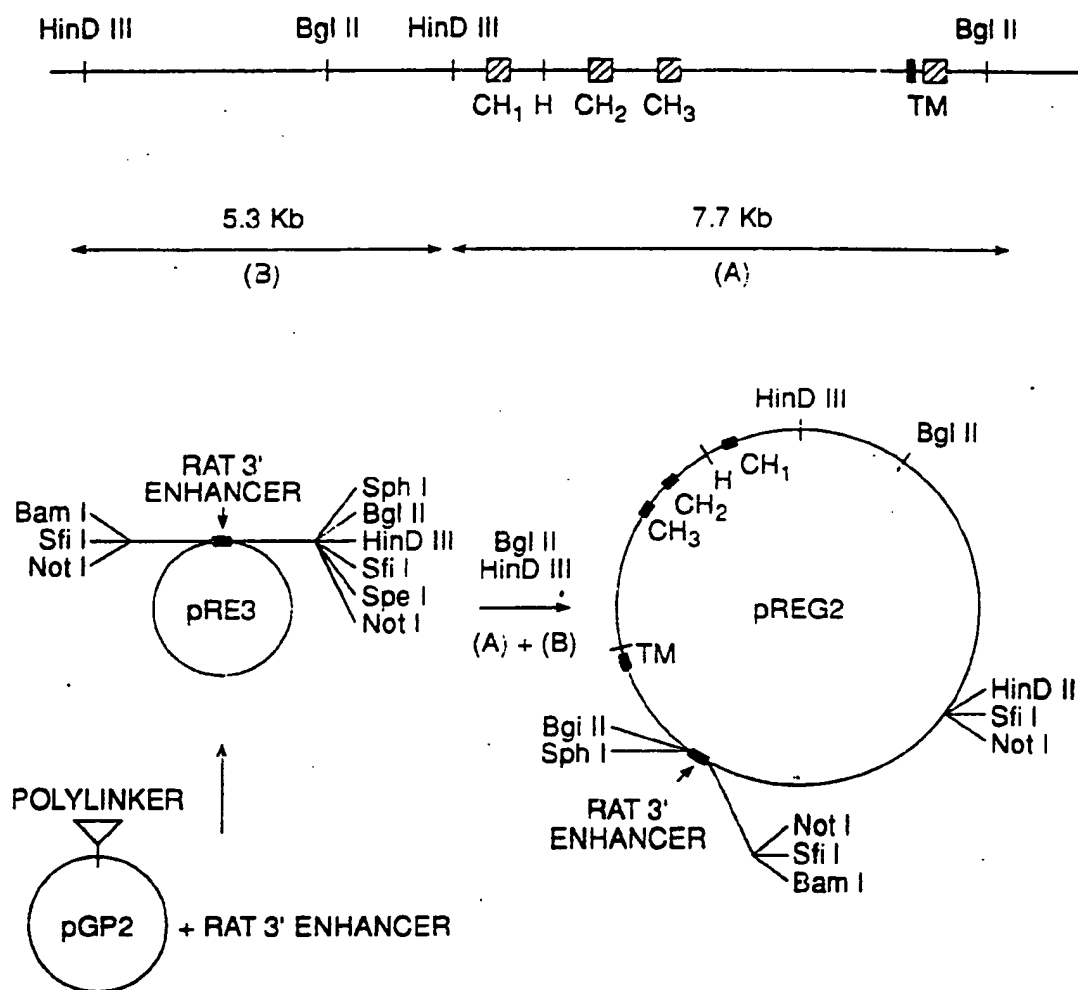 HinD III Bgl II HinD III Bgl II
CH1 H CH2 CH3 TM
5.3 Kb 7.7 Kb
(B) (A)
HinD III
Bgl II
CH1
H
CH2
CH3
RAT 3'
ENHANCER
Bam I
Sfi I
Not I
Sph I
Bgl II
HinD III
Sfi I
Spe I
Not I
pRE3
Bgl II
HinD III
(A) + (B)
pREG2
TM
HinD II
Sfi I
Not I
Bgi II
Sph I
RAT 3'
ENHANCER
Not I
Sfi I
Bam I
POLYLINKER
pGP2 + RAT 3' ENHANCER